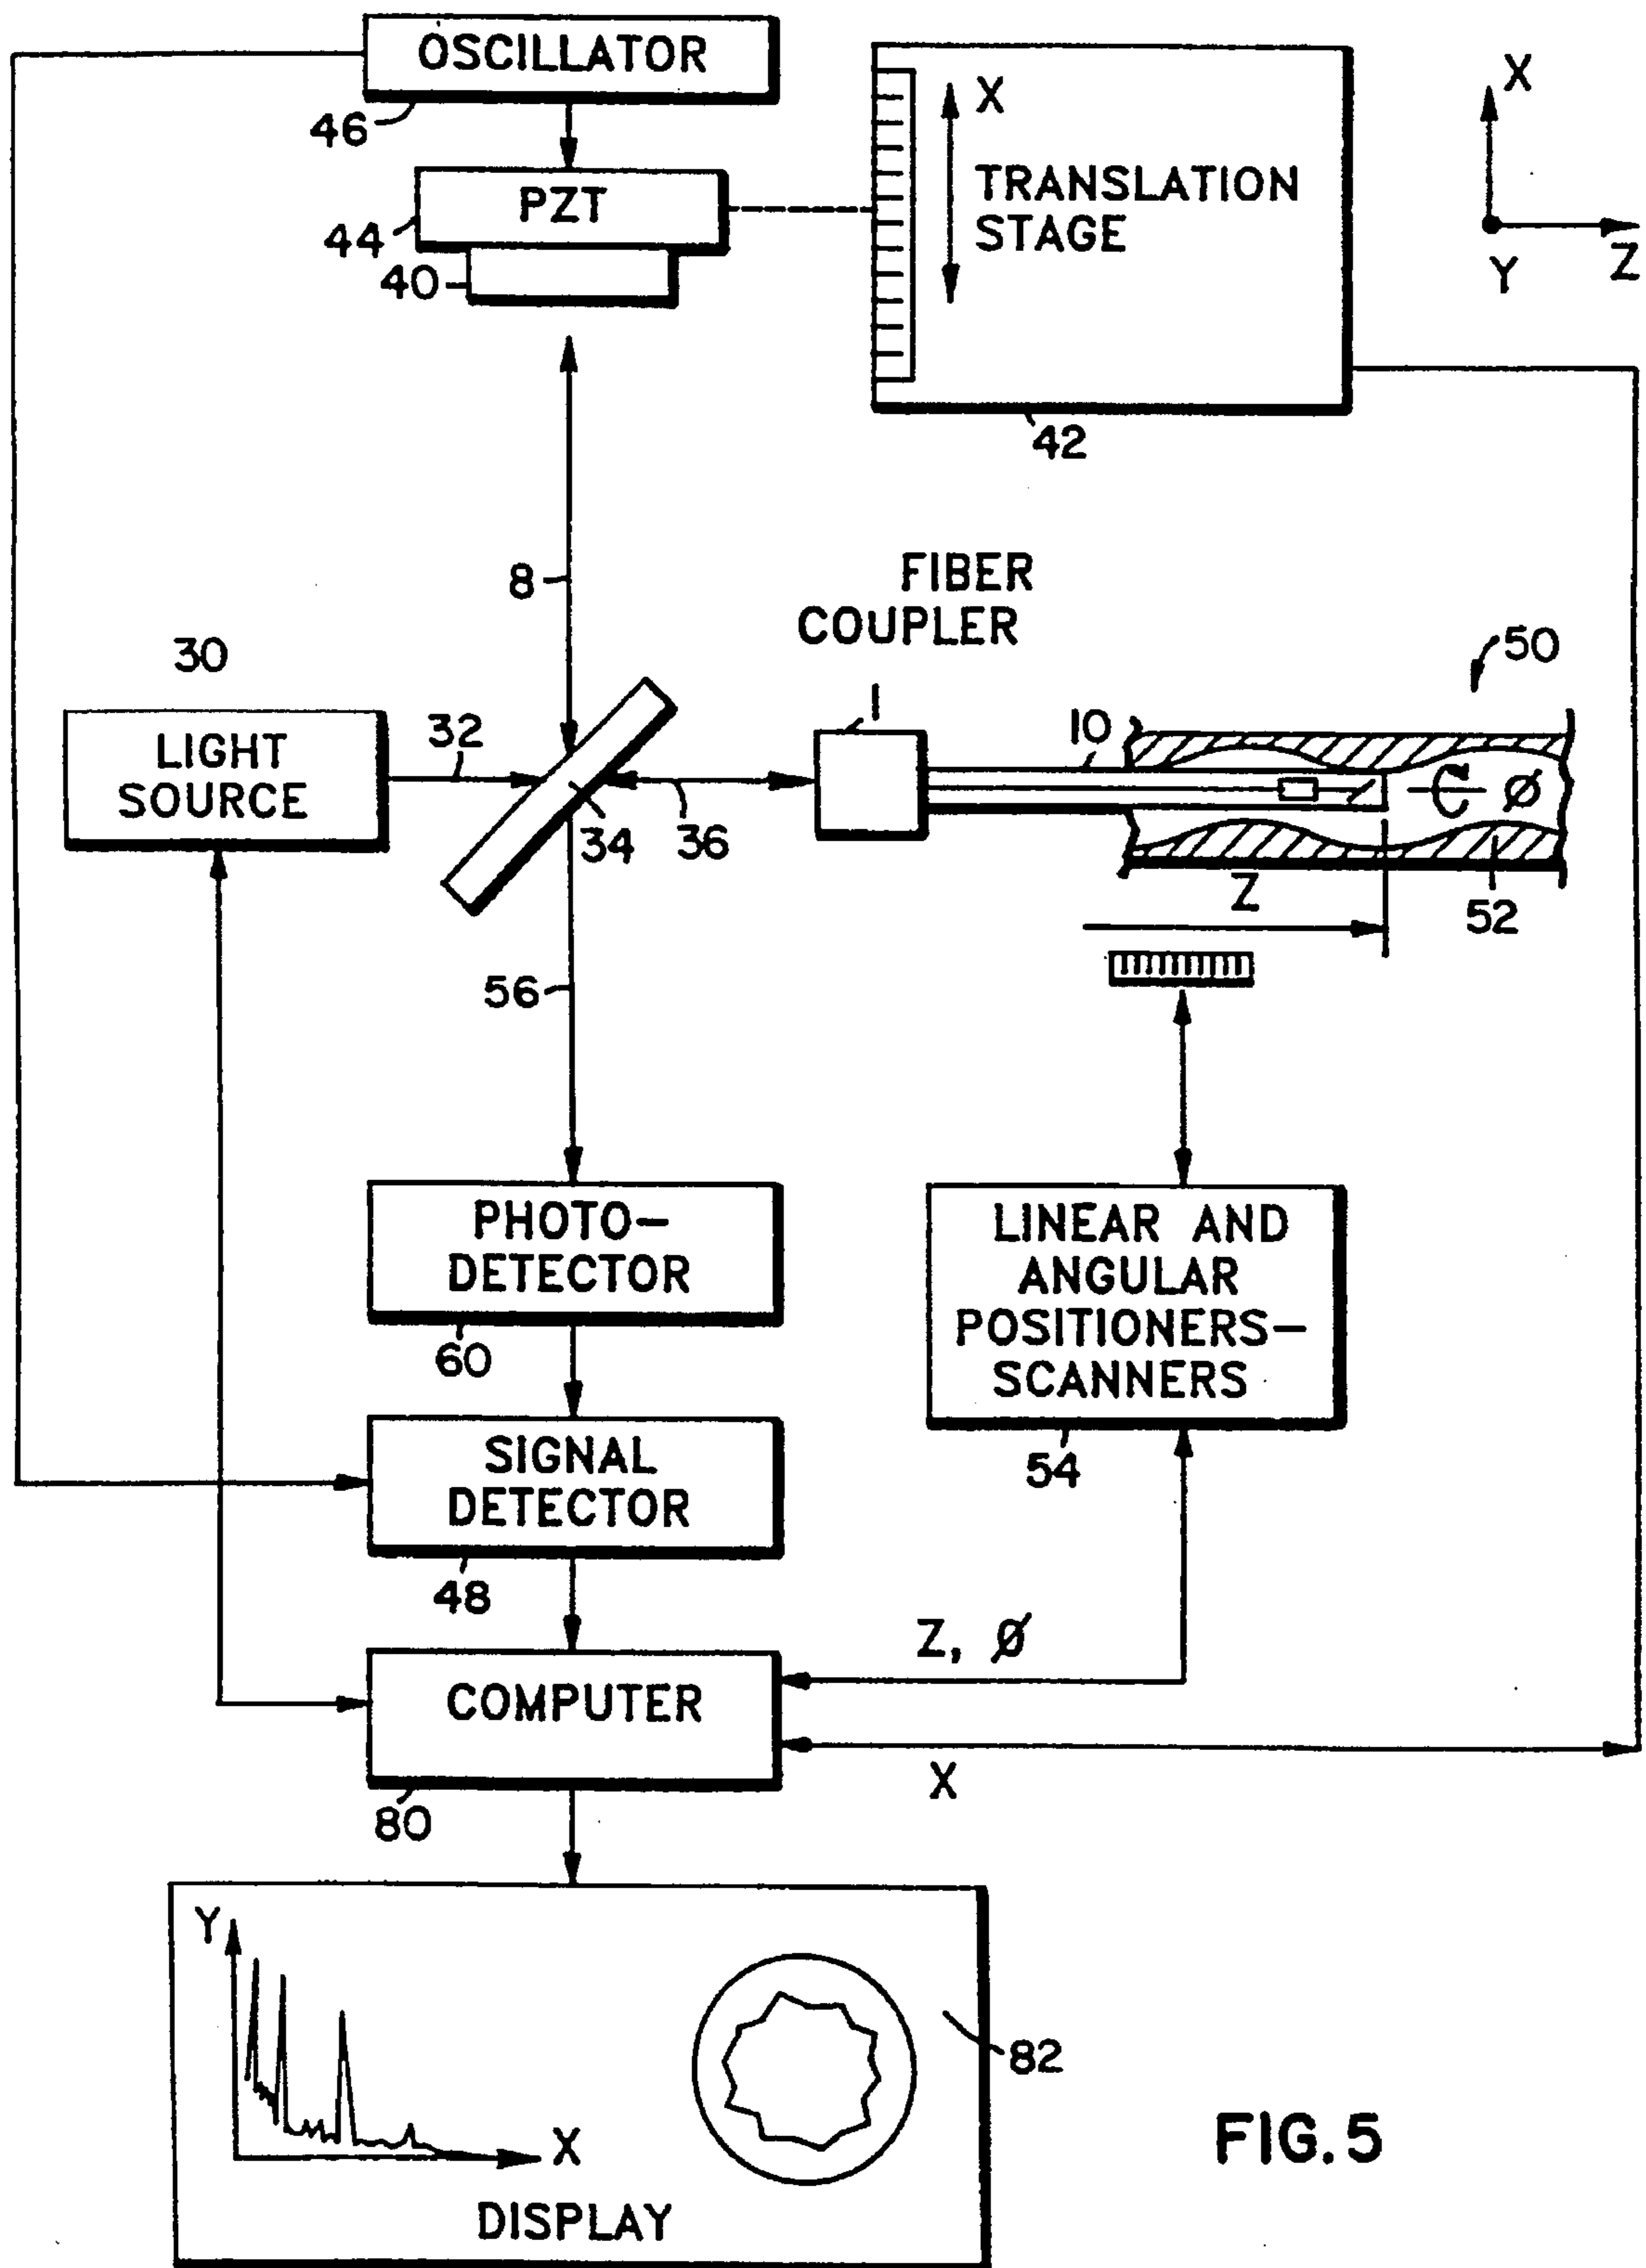 OSCILLATOR
46
PZT
44
40
X
TRANSLATION
STAGE
42
X
Y
Z
8
FIBER
COUPLER
30
LIGHT
SOURCE
32
34
36
1
10
50
Ø
52
Z
56
PHOTO-
DETECTOR
60
LINEAR AND
ANGULAR
POSITIONERS-
SCANNERS
54
SIGNAL
DETECTOR
48
Z, Ø
COMPUTER
80
X
Y
X
82
DISPLAY
FIG. 5